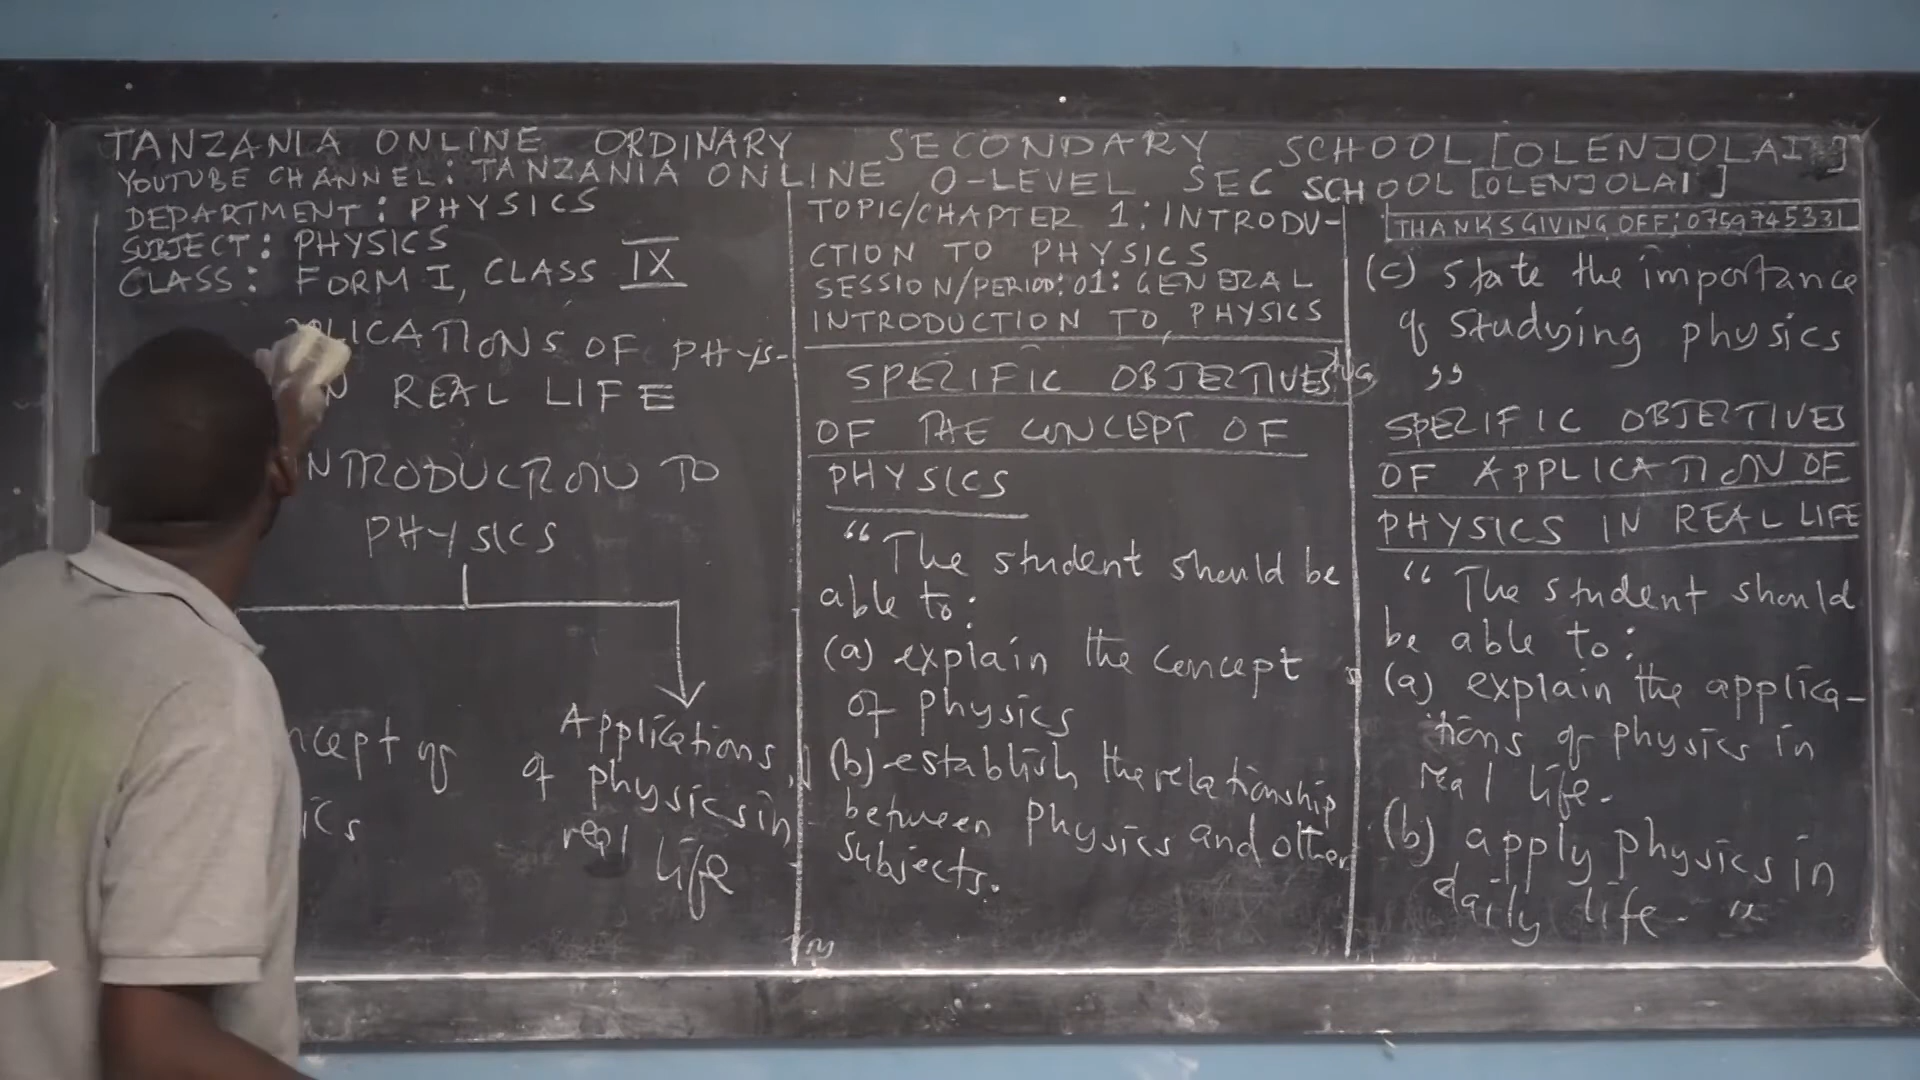 TANZANIA ONLINE ORDINARY SECONDARY SCHOOL [OLENJOLAI]
YOUTUBE CHANNEL: TANZANIA ONLINE O-LEVEL SEC SCHOOL [OLENJOLAI]
DEPARTMENT: PHYSICS
SUBJECT: PHYSICS
CLASS: FORM I, CLASS IX
PLICATIONS OF PHYS-
N REAL LIFE
NTRODUCTION TO
PHYSICS
ncept of
ics
Applications
of physics in
real life
TOPIC/CHAPTER 1: INTRODU-
CTION TO PHYSICS
SESSION/PERIOD: 01: GENERAL
INTRODUCTION TO PHYSICS
SPECIFIC OBJECTIVES
OF THE CONCEPT OF
PHYSICS
“The student should be
able to:
(a) explain the concept
of physics
(b) establish the relationship
between physics and other
subjects.
THANKSGIVING OFF: 0759745331
(c) state the importance
of studying physics
”
SPECIFIC OBJECTIVES
OF APPLICATION OF
PHYSICS IN REAL LIFE
“The student should
be able to:
(a) explain the applica-
tions of physics in
real life.
(b) apply physics in
daily life. ”